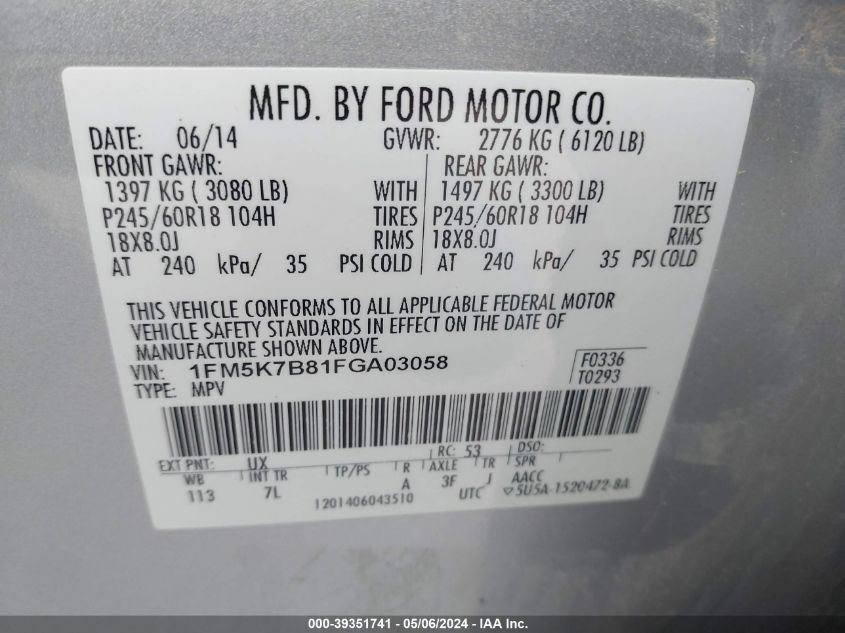 MFD. BY FORD MOTOR CO.
DATE: 06/14 GVWR: 2776 KG ( 6120 LB)
FRONT GAWR: REAR GAWR:
1397 KG ( 3080 LB) WITH 1497 KG ( 3300 LB) WITH
P245/60R18 104H TIRES P245/60R18 104H TIRES
18X8.0J RIMS 18X8.0J RIMS
AT 240 kPa/ 35 PSI COLD AT 240 kPa/ 35 PSI COLD
THIS VEHICLE CONFORMS TO ALL APPLICABLE FEDERAL MOTOR
VEHICLE SAFETY STANDARDS IN EFFECT ON THE DATE OF
MANUFACTURE SHOWN ABOVE.
VIN: 1FM5K7B81FGA03058 F0336
TYPE: MPV T0293
EXT PNT: UX RC: 53 DSO:
WB INT TR TP/PS R AXLE TR SPR
113 7L A 3F J AACC
1201406043510 UTC ▽5U5A-1520472-BA
000-39351741 - 05/06/2024 - IAA Inc.